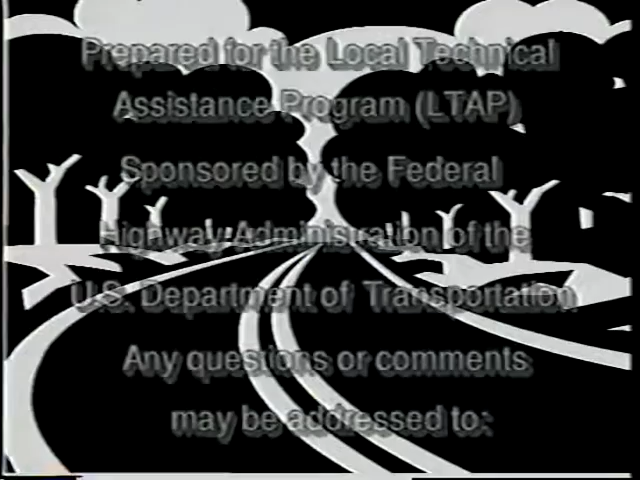 Prepared for the Local Technical
Assistance Program (LTAP)
Sponsored by the Federal
Highway Administration of the
U.S. Department of Transportation.
Any questions or comments
may be addressed to: